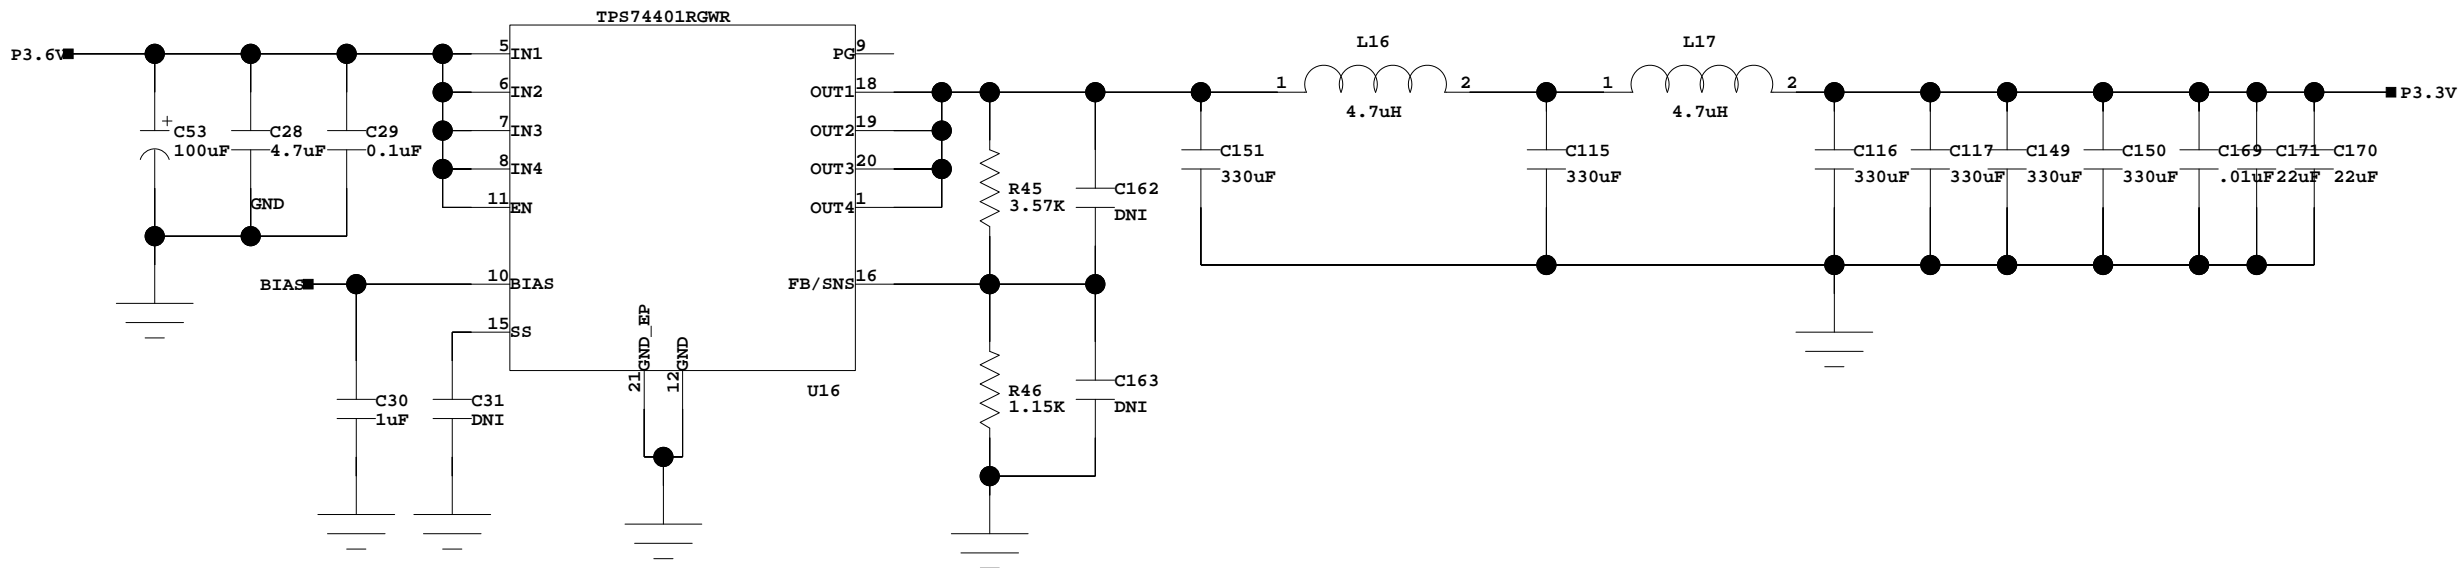 TPS74401RGWR
P3.6V
5
IN1
6
IN2
7
IN3
8
IN4
11
EN
10
BIAS
15
SS
PG
9
OUT1
18
OUT2
19
OUT3
20
OUT4
1
FB/SNS
16
21
GND_EP
12
GND
U16
C53
100uF
+
C28
4.7uF
C29
0.1uF
GND
BIAS
C30
1uF
C31
DNI
R45
3.57K
C162
DNI
R46
1.15K
C163
DNI
C151
330uF
L16
1
2
4.7uH
C115
330uF
L17
1
2
4.7uH
P3.3V
C116
330uF
C117
330uF
C149
330uF
C150
330uF
C169
.01uF
C171
22uF
C170
22uF